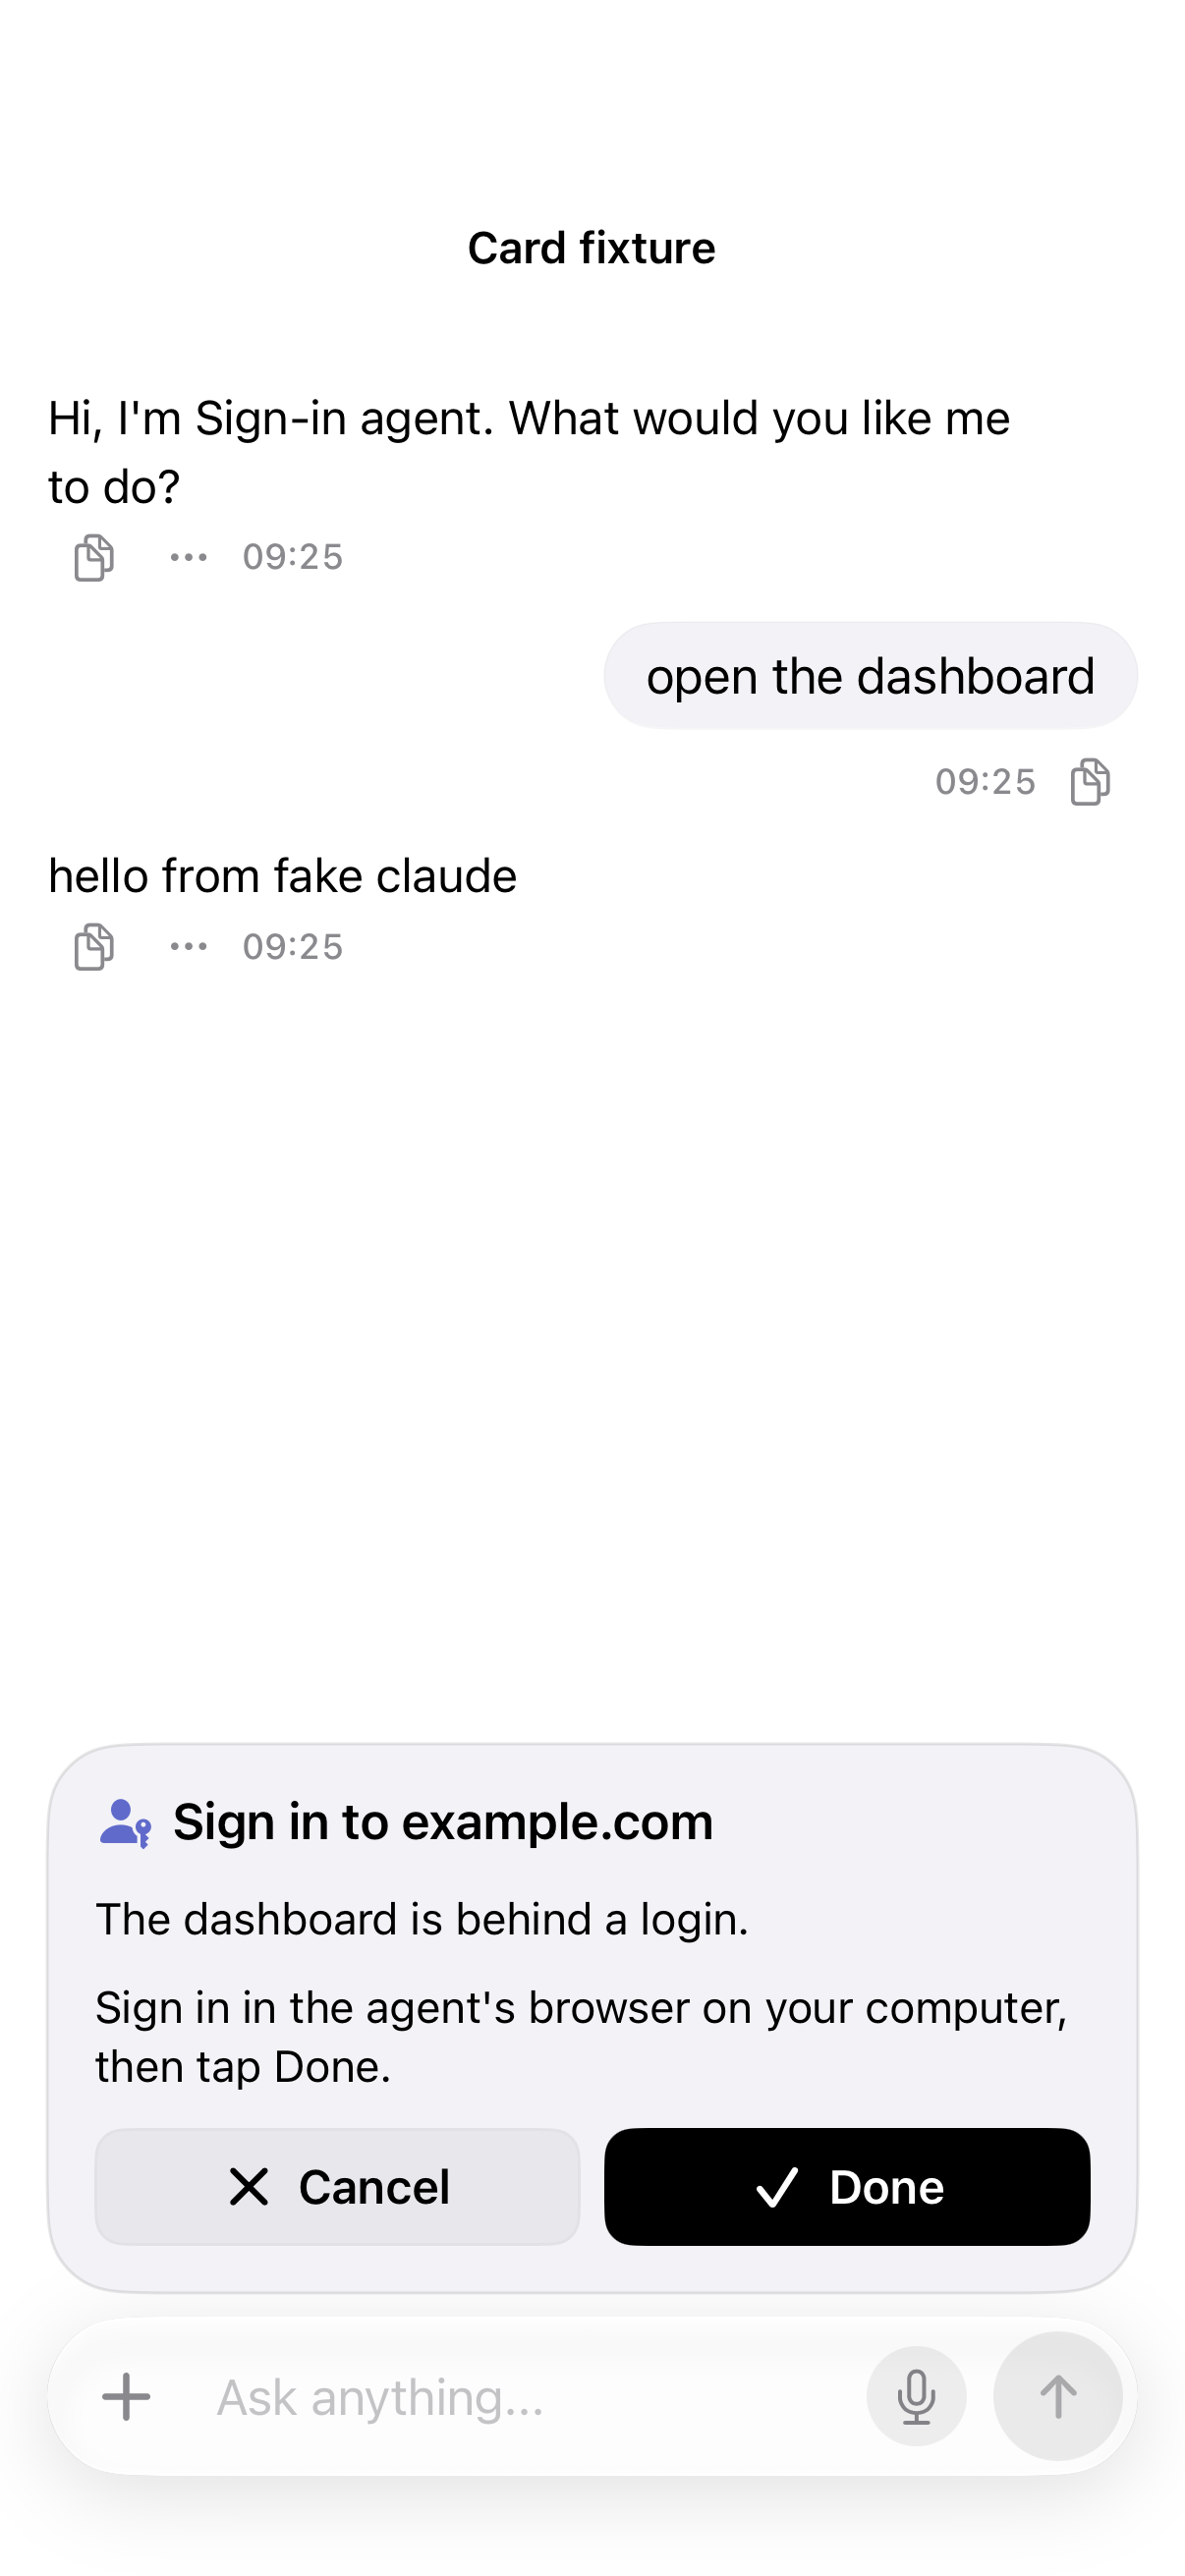 Card fixture
Hi, I'm Sign-in agent. What would you like me
to do?
09:25
open the dashboard
09:25
hello from fake claude
09:25
Sign in to example.com
The dashboard is behind a login.
Sign in in the agent's browser on your computer,
then tap Done.
Cancel
Done
Ask anything...